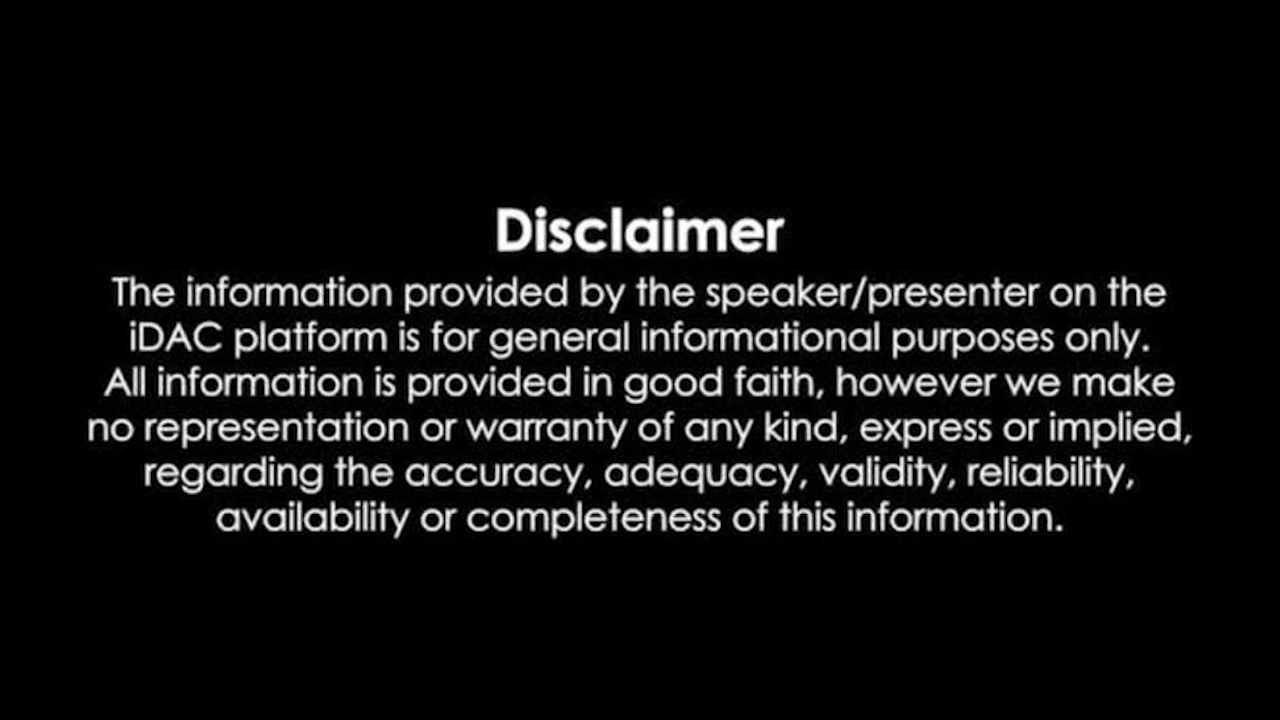 Disclaimer
The information provided by the speaker/presenter on the
iDAC platform is for general informational purposes only.
All information is provided in good faith, however we make
no representation or warranty of any kind, express or implied,
regarding the accuracy, adequacy, validity, reliability,
availability or completeness of this information.